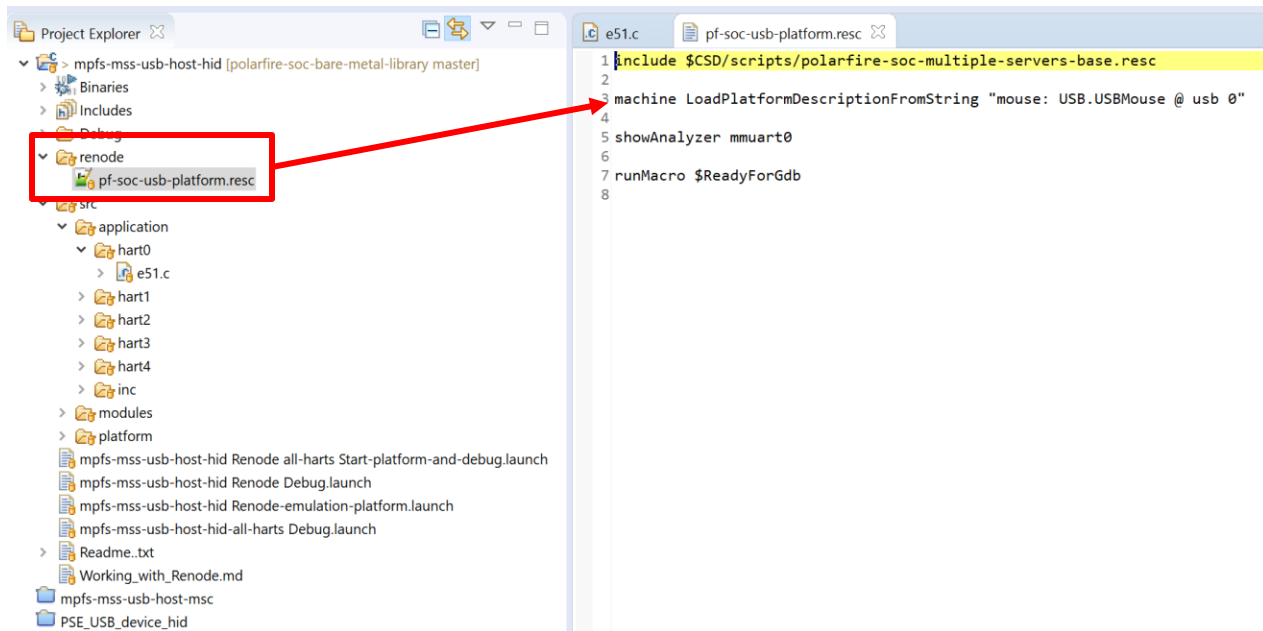 Project Explorer
> mpfs-mss-usb-host-hid [polarfire-soc-bare-metal-library master]
Binaries
Includes
Debug
renode
pf-soc-usb-platform.resc
src
application
hart0
e51.c
hart1
hart2
hart3
hart4
inc
modules
platform
mpfs-mss-usb-host-hid Renode all-harts Start-platform-and-debug.launch
mpfs-mss-usb-host-hid Renode Debug.launch
mpfs-mss-usb-host-hid Renode-emulation-platform.launch
mpfs-mss-usb-host-hid-all-harts Debug.launch
Readme..txt
Working_with_Renode.md
mpfs-mss-usb-host-msc
PSE_USB_device_hid
e51.c
pf-soc-usb-platform.resc
1 include $CSD/scripts/polarfire-soc-multiple-servers-base.resc
2
3 machine LoadPlatformDescriptionFromString "mouse: USB.USBMouse @ usb 0"
4
5 showAnalyzer mmuart0
6
7 runMacro $ReadyForGdb
8